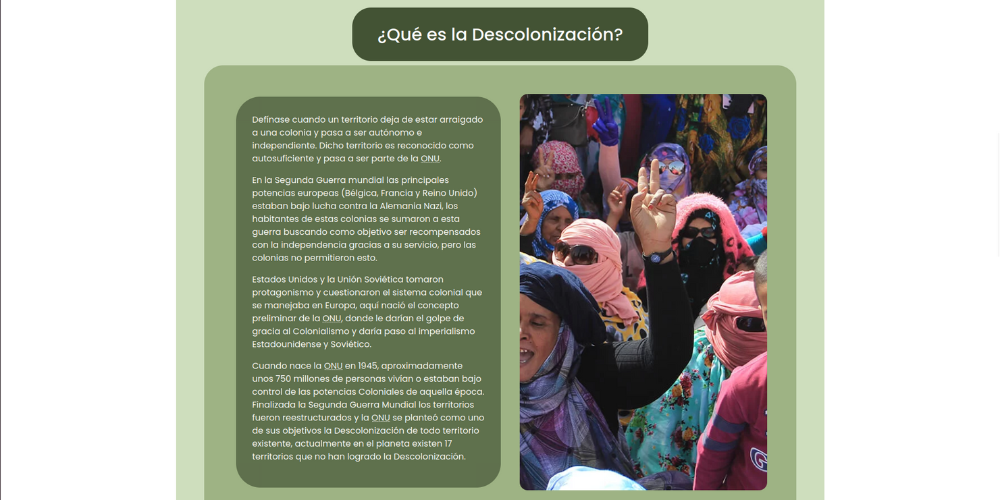 ¿Qué es la Descolonización?
Defínase cuando un territorio deja de estar arraigado
a una colonia y pasa a ser autónomo e
independiente. Dicho territorio es reconocido como
autosuficiente y pasa a ser parte de la ONU.
En la Segunda Guerra mundial las principales
potencias europeas (Bélgica, Francia y Reino Unido)
estaban bajo lucha contra la Alemania Nazi, los
habitantes de estas colonias se sumaron a esta
guerra buscando como objetivo ser recompensados
con la independencia gracias a su servicio, pero las
colonias no permitieron esto.
Estados Unidos y la Unión Soviética tomaron
protagonismo y cuestionaron el sistema colonial que
se manejaba en Europa, aquí nació el concepto
preliminar de la ONU, donde le darían el golpe de
gracia al Colonialismo y daría paso al imperialismo
Estadounidense y Soviético.
Cuando nace la ONU en 1945, aproximadamente
unos 750 millones de personas vivían o estaban bajo
control de las potencias Coloniales de aquella época.
Finalizada la Segunda Guerra Mundial los territorios
fueron reestructurados y la ONU se planteó como uno
de sus objetivos la Descolonización de todo territorio
existente, actualmente en el planeta existen 17
territorios que no han logrado la Descolonización.